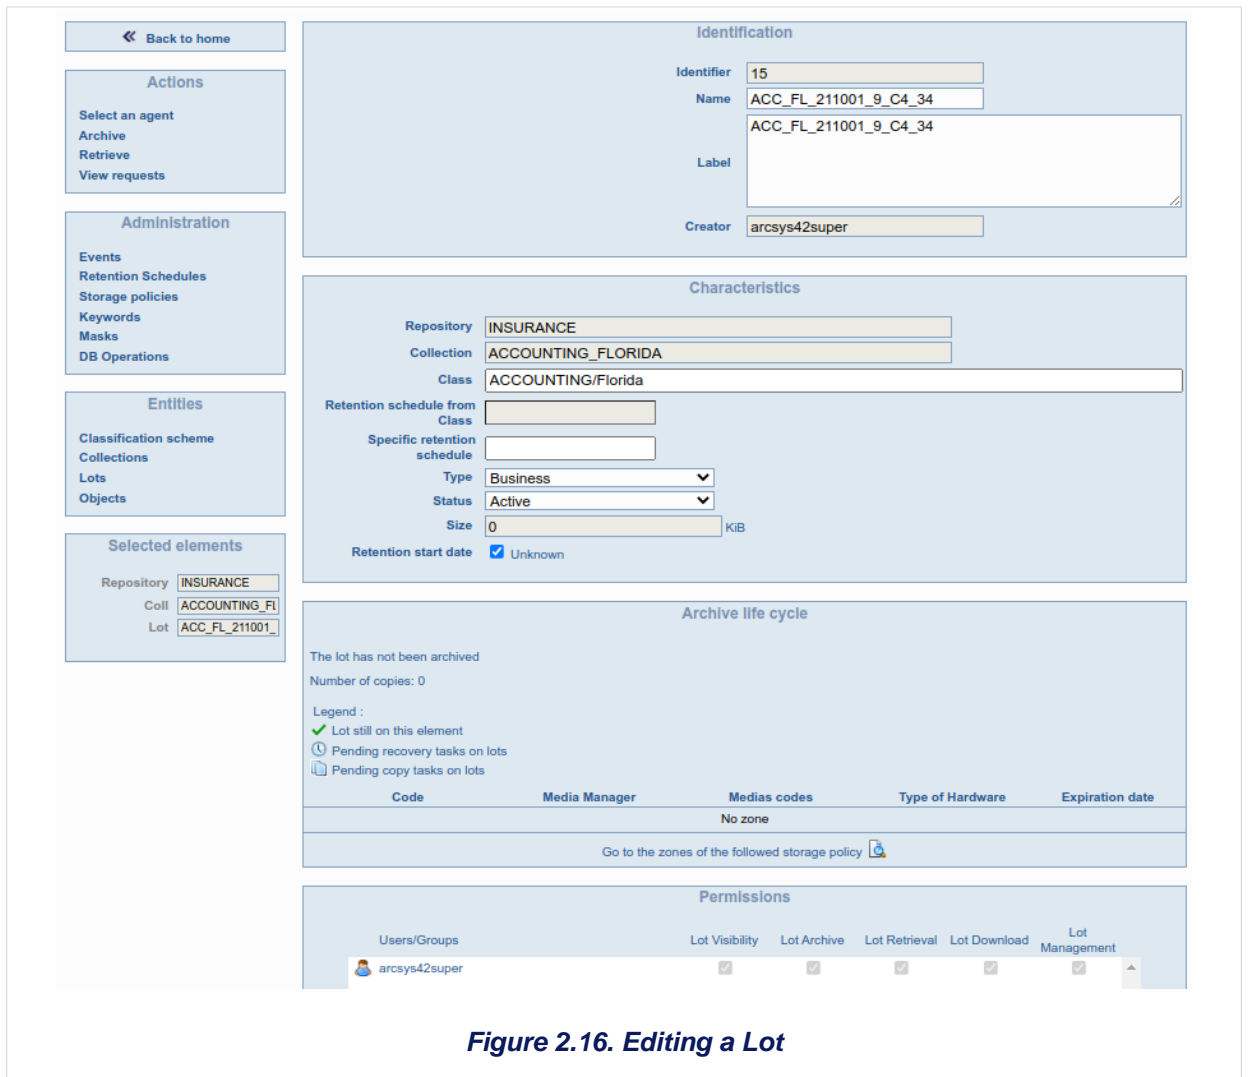 Back to home
Actions
Select an agent
Archive
Retrieve
View requests
Administration
Events
Retention Schedules
Storage policies
Keywords
Masks
DB Operations
Entities
Classification scheme
Collections
Lots
Objects
Selected elements
Repository INSURANCE
Coll ACCOUNTING_FL
Lot ACC_FL_211001_
Identification
Identifier 15
Name ACC_FL_211001_9_C4_34
Label ACC_FL_211001_9_C4_34
Creator arcsys42super
Characteristics
Repository INSURANCE
Collection ACCOUNTING_FLORIDA
Class ACCOUNTING/Florida
Retention schedule from
Class
Specific retention
schedule
Type Business
Status Active
Size 0 KiB
Retention start date Unknown
Archive life cycle
The lot has not been archived
Number of copies: 0
Legend :
Lot still on this element
Pending recovery tasks on lots
Pending copy tasks on lots
Code Media Manager Medias codes Type of Hardware Expiration date
No zone
Go to the zones of the followed storage policy
Permissions
Users/Groups Lot Visibility Lot Archive Lot Retrieval Lot Download Lot
Management
arcsys42super
Figure 2.16. Editing a Lot